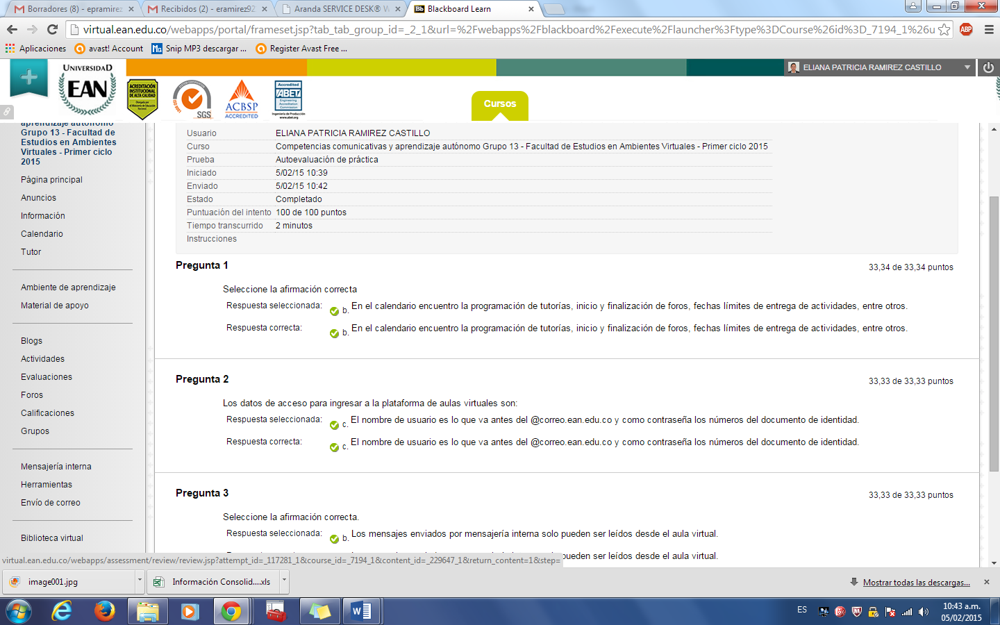 Borradores (8) - epramirez
Recibidos (2) - eramirez92
Aranda SERVICE DESK® W
Blackboard Learn
virtual.ean.edu.co/webapps/portal/frameset.jsp?tab_tab_group_id=_2_1&url=%2Fwebapps%2Fblackboard%2Fexecute%2Flauncher%3Ftype%3DCourse%26id%3D_7194_1%26u
ABP
Aplicaciones
avast! Account
Snip MP3 descargar ...
Register Avast Free ...
UNIVERSIDAD
EAN
ACREDITACIÓN
INSTITUCIONAL
DE ALTA CALIDAD
SGS
ACBSP
ACCREDITED
Accredited
ABET
Engineering
Accreditation
Commission
Ingeniería de Producción
www.abet.org
ELIANA PATRICIA RAMIREZ CASTILLO
Cursos
aprendizaje autónomo
Grupo 13 - Facultad de
Estudios en Ambientes
Virtuales - Primer ciclo
2015
Página principal
Anuncios
Información
Calendario
Tutor
Ambiente de aprendizaje
Material de apoyo
Blogs
Actividades
Evaluaciones
Foros
Calificaciones
Grupos
Mensajería interna
Herramientas
Envío de correo
Biblioteca virtual
Usuario ELIANA PATRICIA RAMIREZ CASTILLO
Curso Competencias comunicativas y aprendizaje autónomo Grupo 13 - Facultad de Estudios en Ambientes Virtuales - Primer ciclo 2015
Prueba Autoevaluación de práctica
Iniciado 5/02/15 10:39
Enviado 5/02/15 10:42
Estado Completado
Puntuación del intento 100 de 100 puntos
Tiempo transcurrido 2 minutos
Instrucciones
Pregunta 1 33,34 de 33,34 puntos
Seleccione la afirmación correcta
Respuesta seleccionada: b. En el calendario encuentro la programación de tutorías, inicio y finalización de foros, fechas límites de entrega de actividades, entre otros.
Respuesta correcta: b. En el calendario encuentro la programación de tutorías, inicio y finalización de foros, fechas límites de entrega de actividades, entre otros.
Pregunta 2 33,33 de 33,33 puntos
Los datos de acceso para ingresar a la plataforma de aulas virtuales son:
Respuesta seleccionada: c. El nombre de usuario es lo que va antes del @correo.ean.edu.co y como contraseña los números del documento de identidad.
Respuesta correcta: c. El nombre de usuario es lo que va antes del @correo.ean.edu.co y como contraseña los números del documento de identidad.
Pregunta 3 33,33 de 33,33 puntos
Seleccione la afirmación correcta.
Respuesta seleccionada: b. Los mensajes enviados por mensajería interna solo pueden ser leídos desde el aula virtual.
pueden ser leídos desde el aula virtual.
virtual.ean.edu.co/webapps/assessment/review/review.jsp?attempt_id=_117281_1&course_id=_7194_1&content_id=_229647_1&return_content=1&step=
image001.jpg
Información Consolid....xls
Mostrar todas las descargas...
ES
10:43 a.m.
05/02/2015